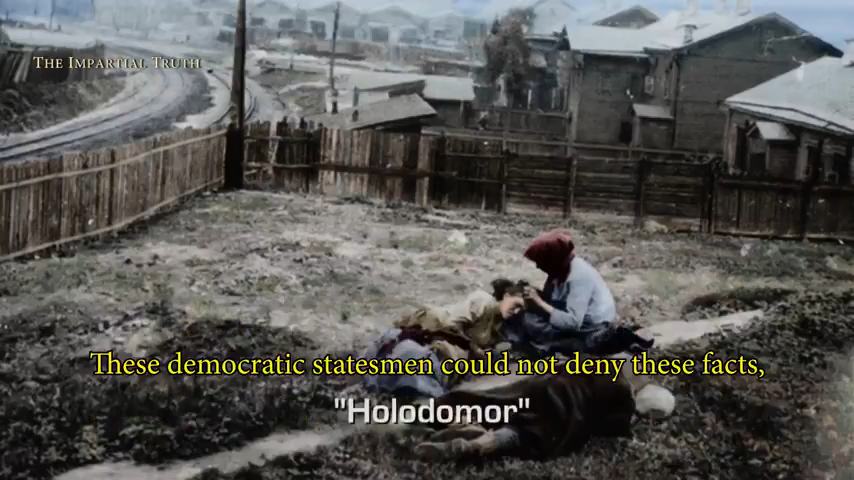 The Impartial Truth
These democratic statesmen could not deny these facts,
"Holodomor"